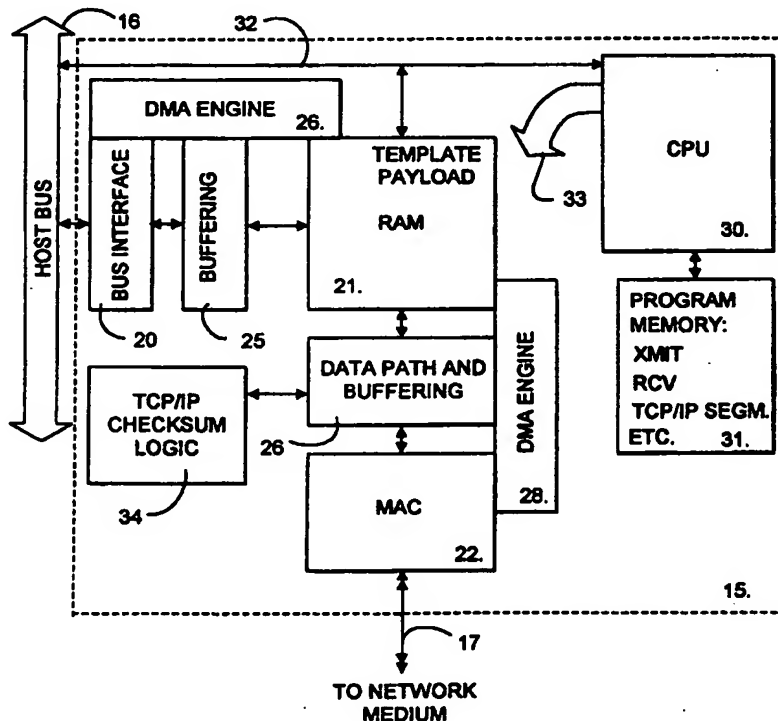 16
32
DMA ENGINE
26.
CPU
30.
33
TEMPLATE
PAYLOAD
RAM
21.
HOST BUS
BUS INTERFACE
20
BUFFERING
25
PROGRAM
MEMORY:
XMIT
RCV
TCP/IP SEGM.
ETC.
31.
DATA PATH AND
BUFFERING
26
DMA ENGINE
28.
TCP/IP
CHECKSUM
LOGIC
34
MAC
22.
15.
17
TO NETWORK
MEDIUM